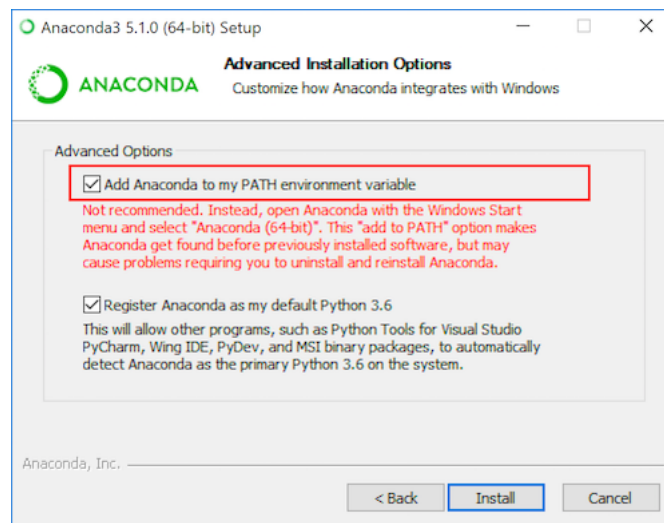 Anaconda3 5.1.0 (64-bit) Setup
ANACONDA
Advanced Installation Options
Customize how Anaconda integrates with Windows
Advanced Options
Add Anaconda to my PATH environment variable
Not recommended. Instead, open Anaconda with the Windows Start
menu and select "Anaconda (64-bit)". This "add to PATH" option makes
Anaconda get found before previously installed software, but may
cause problems requiring you to uninstall and reinstall Anaconda.
Register Anaconda as my default Python 3.6
This will allow other programs, such as Python Tools for Visual Studio
PyCharm, Wing IDE, PyDev, and MSI binary packages, to automatically
detect Anaconda as the primary Python 3.6 on the system.
Anaconda, Inc.
< Back
Install
Cancel